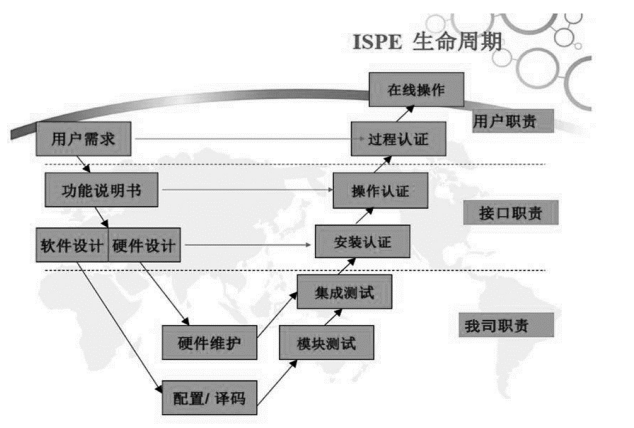 ISPE 生命周期
在线操作
用户职责
用户需求
过程认证
功能说明书
操作认证
接口职责
软件设计
硬件设计
安装认证
集成测试
我司职责
硬件维护
模块测试
配置/ 译码